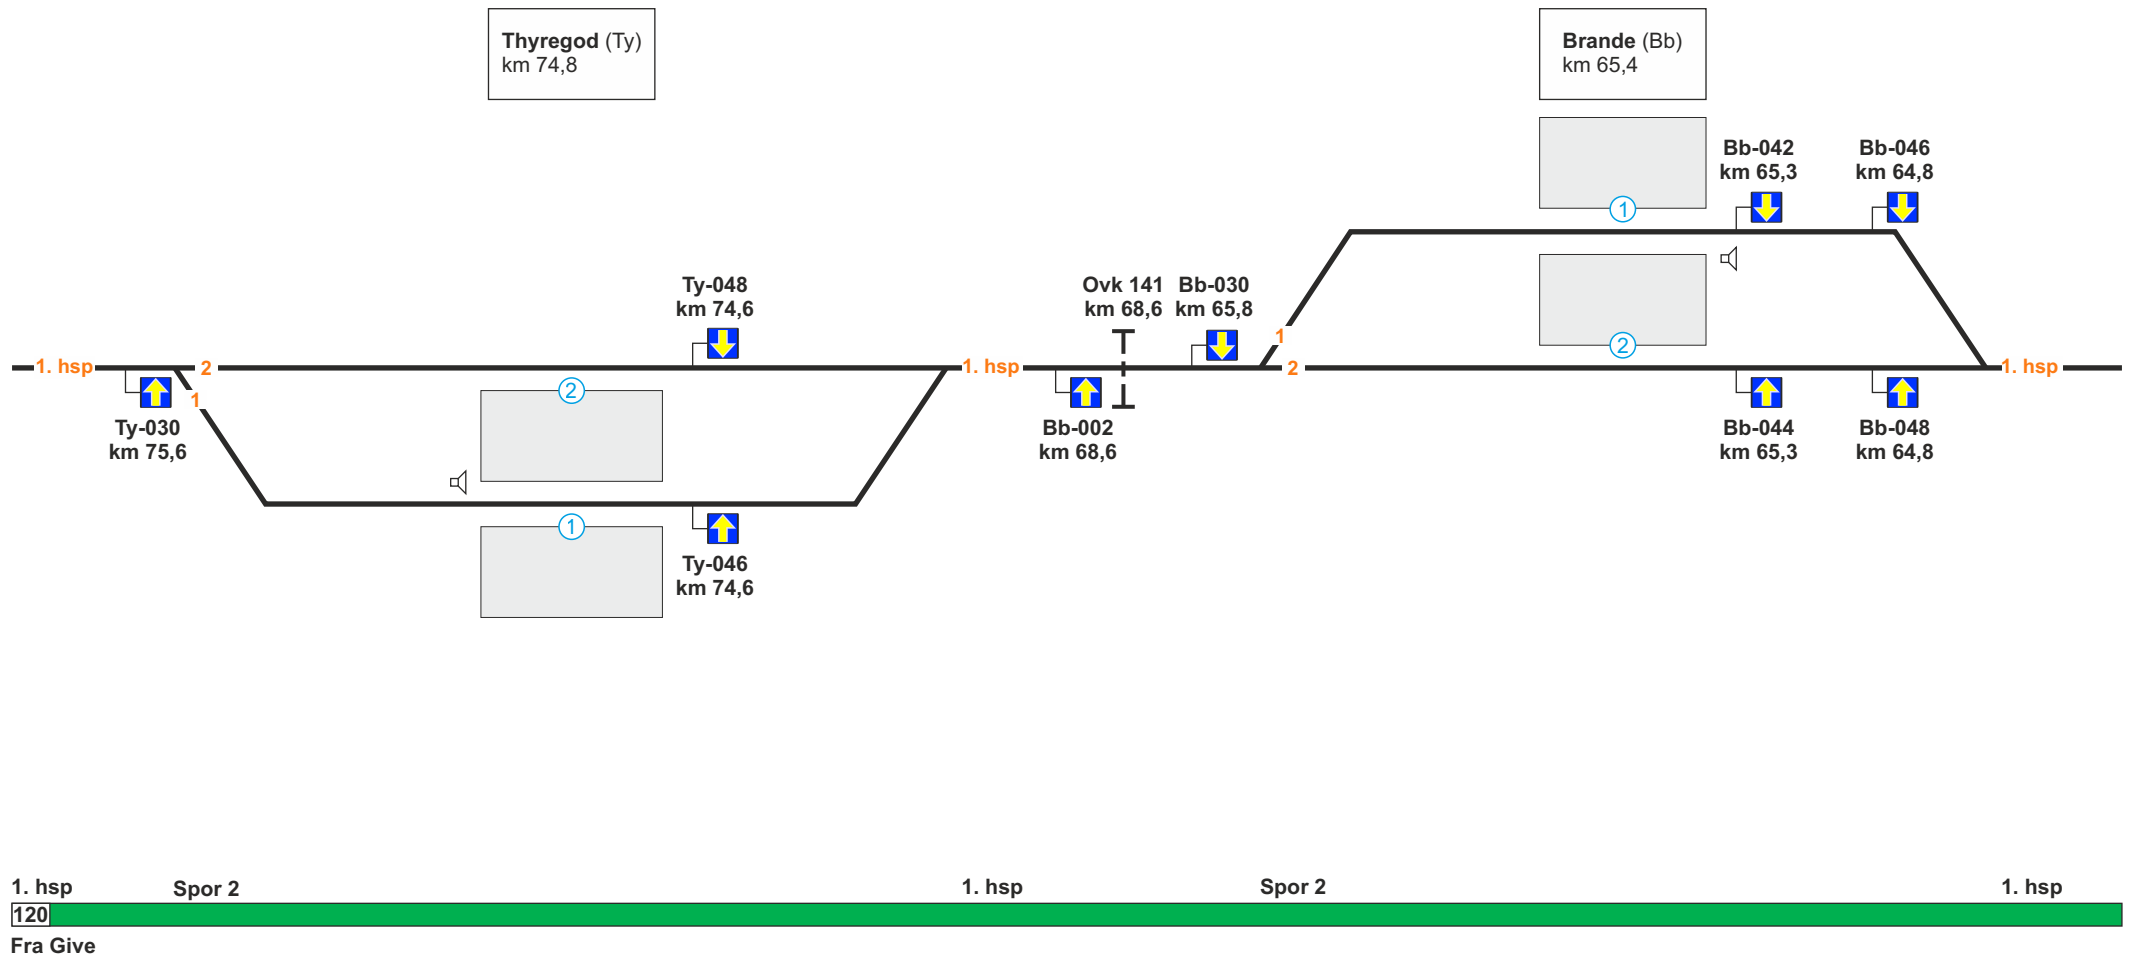 Thyregod (Ty)
km 74,8
Brande (Bb)
km 65,4
Bb-042
km 65,3
Bb-046
km 64,8
1
Ty-048
km 74,6
Ovk 141
km 68,6
Bb-030
km 65,8
1
2
1. hsp
2
1. hsp
2
1. hsp
1
2
Ty-030
km 75,6
Bb-002
km 68,6
Bb-044
km 65,3
Bb-048
km 64,8
1
Ty-046
km 74,6
1. hsp
Spor 2
1. hsp
Spor 2
1. hsp
120
Fra Give